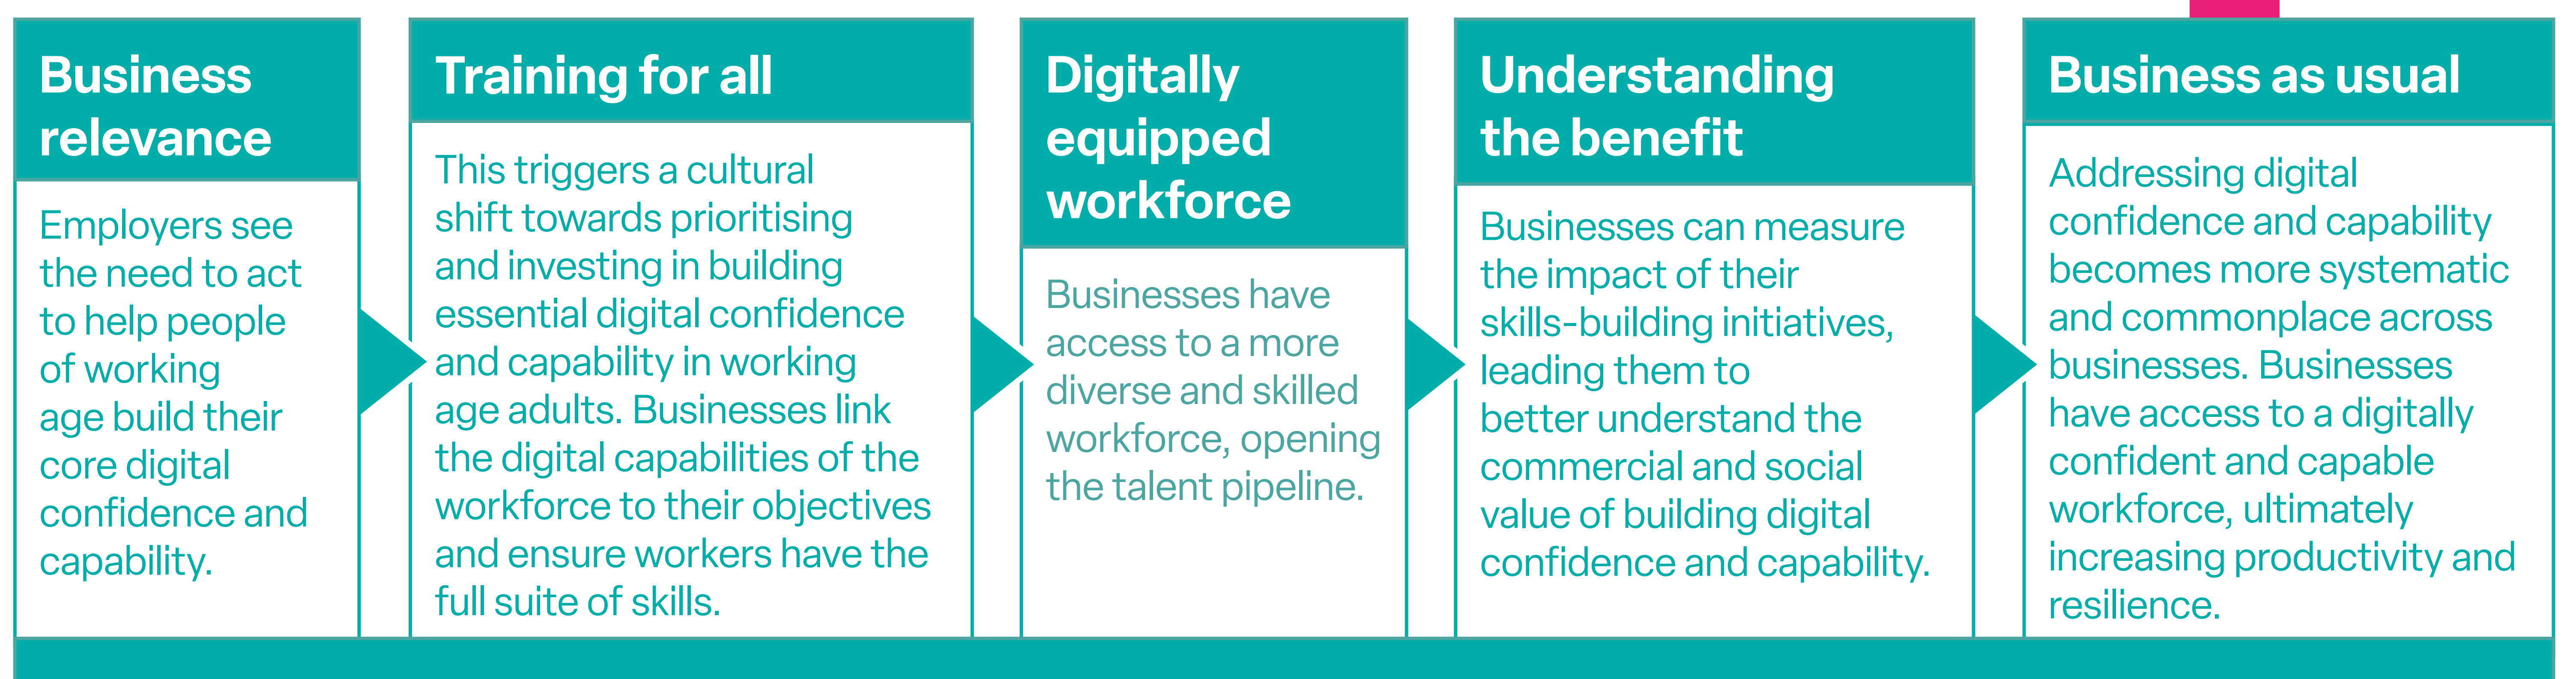 Business
relevance
Employers see
the need to act
to help people
of working
age build their
core digital
confidence and
capability.
Training for all
This triggers a cultural
shift towards prioritising
and investing in building
essential digital confidence
and capability in working
age adults. Businesses link
the digital capabilities of the
workforce to their objectives
and ensure workers have the
full suite of skills.
Digitally
equipped
workforce
Businesses have
access to a more
diverse and skilled
workforce, opening
the talent pipeline.
Understanding
the benefit
Businesses can measure
the impact of their
skills-building initiatives,
leading them to
better understand the
commercial and social
value of building digital
confidence and capability.
Business as usual
Addressing digital
confidence and capability
becomes more systematic
and commonplace across
businesses. Businesses
have access to a digitally
confident and capable
workforce, ultimately
increasing productivity and
resilience.